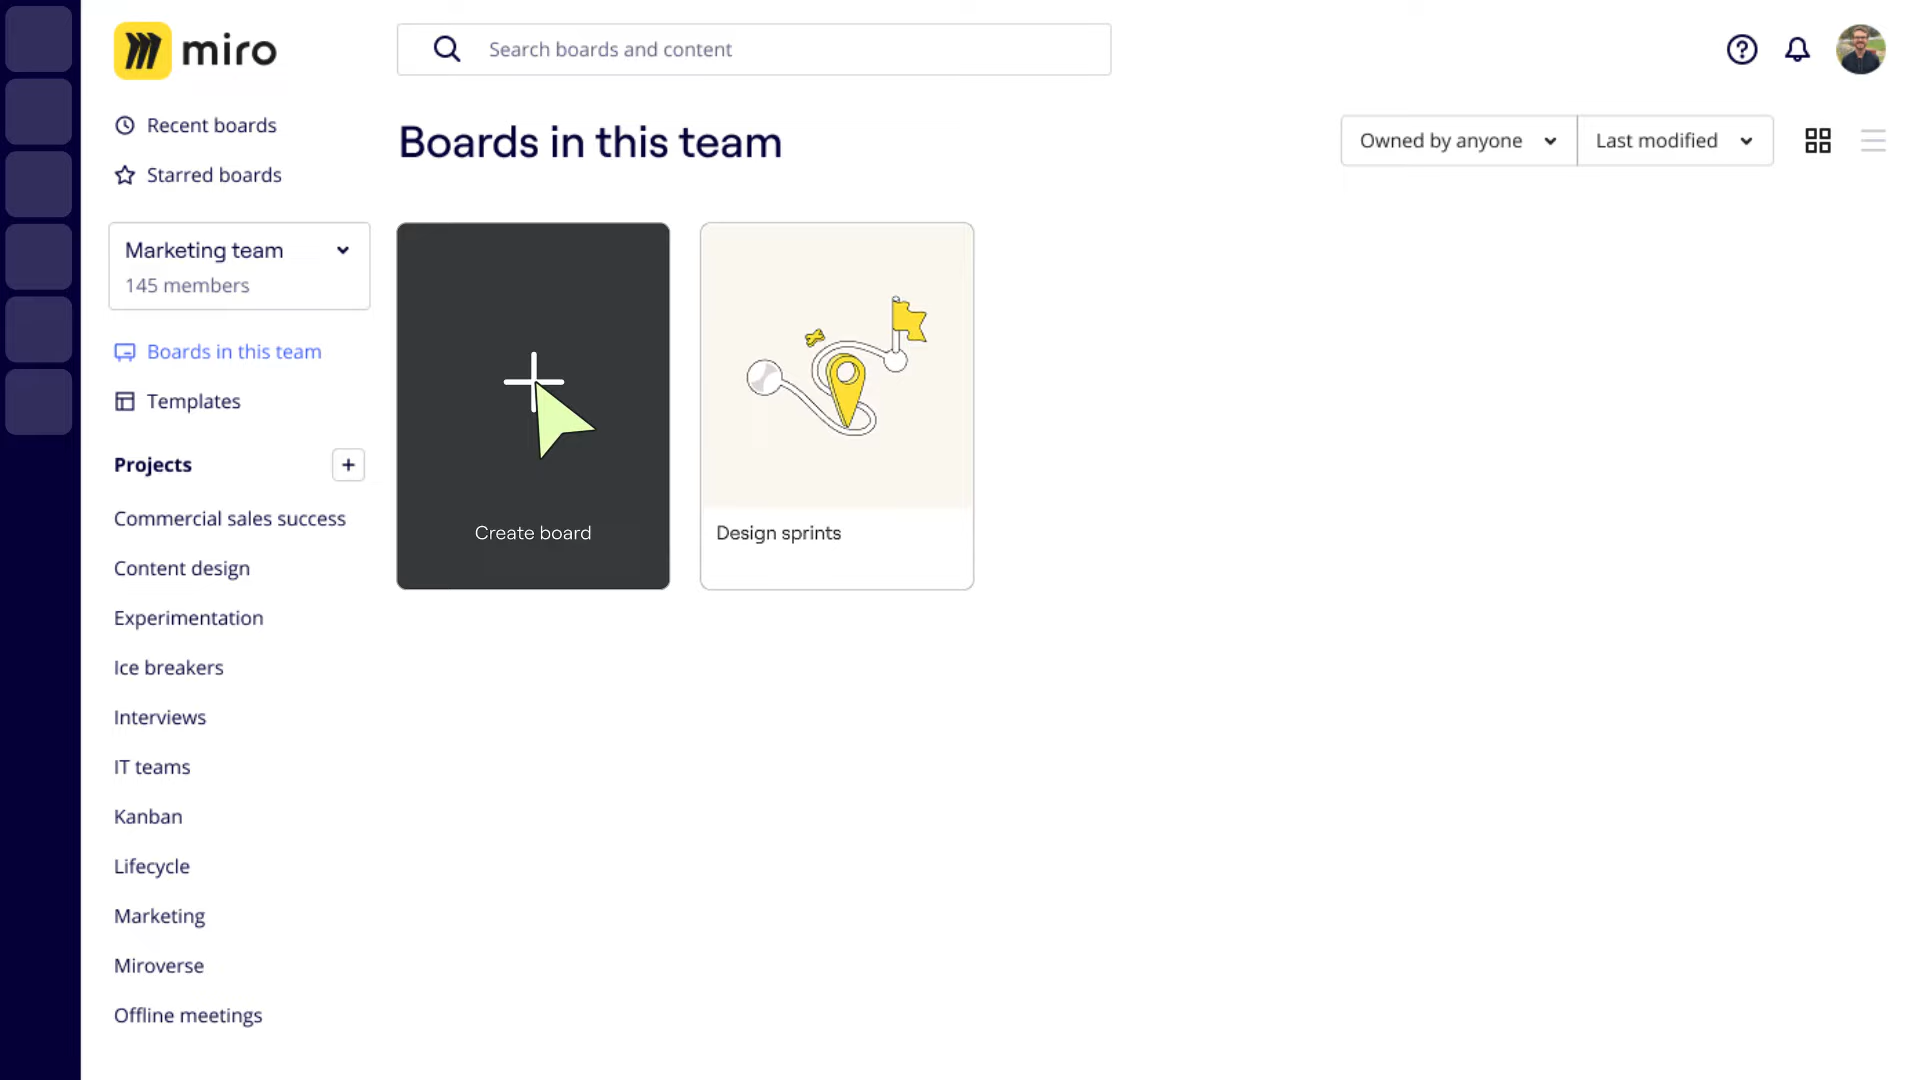 miro
Search boards and content
Recent boards
Starred boards
Marketing team
145 members
Boards in this team
Templates
Projects
+
Commercial sales success
Content design
Experimentation
Ice breakers
Interviews
IT teams
Kanban
Lifecycle
Marketing
Miroverse
Offline meetings
Boards in this team
Owned by anyone
Last modified
Create board
Design sprints